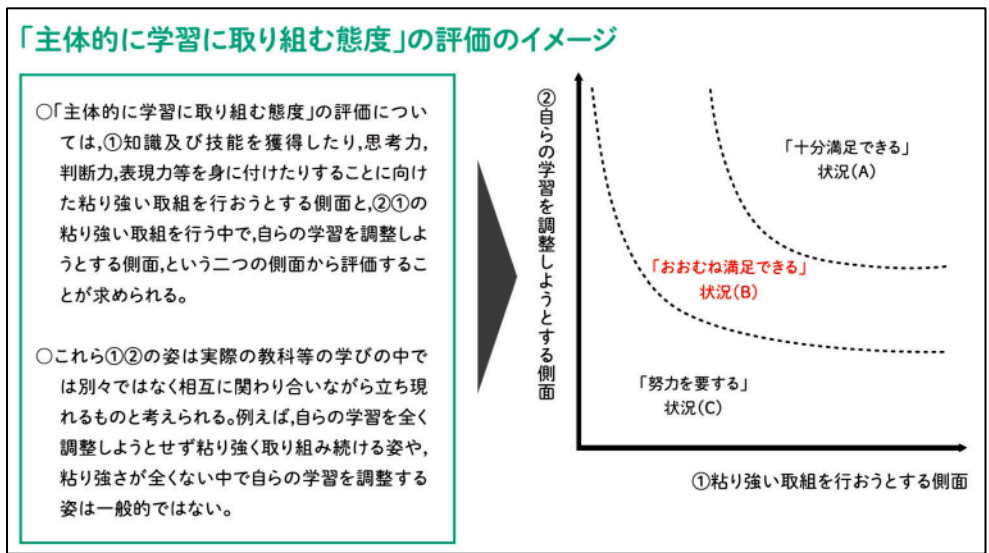 「主体的に学習に取り組む態度」の評価のイメージ
○「主体的に学習に取り組む態度」の評価につい
ては,①知識及び技能を獲得したり,思考力,
判断力,表現力等を身に付けたりすることに向け
た粘り強い取組を行おうとする側面と,②①の
粘り強い取組を行う中で,自らの学習を調整しよ
うとする側面,という二つの側面から評価するこ
とが求められる。
○これら①②の姿は実際の教科等の学びの中で
は別々ではなく相互に関わり合いながら立ち現
れるものと考えられる。例えば,自らの学習を全く
調整しようとせず粘り強く取り組み続ける姿や,
粘り強さが全くない中で自らの学習を調整する
姿は一般的ではない。
②自らの学習を調整しようとする側面
「十分満足できる」
状況(A)
「おおむね満足できる」
状況(B)
「努力を要する」
状況(C)
①粘り強い取組を行おうとする側面